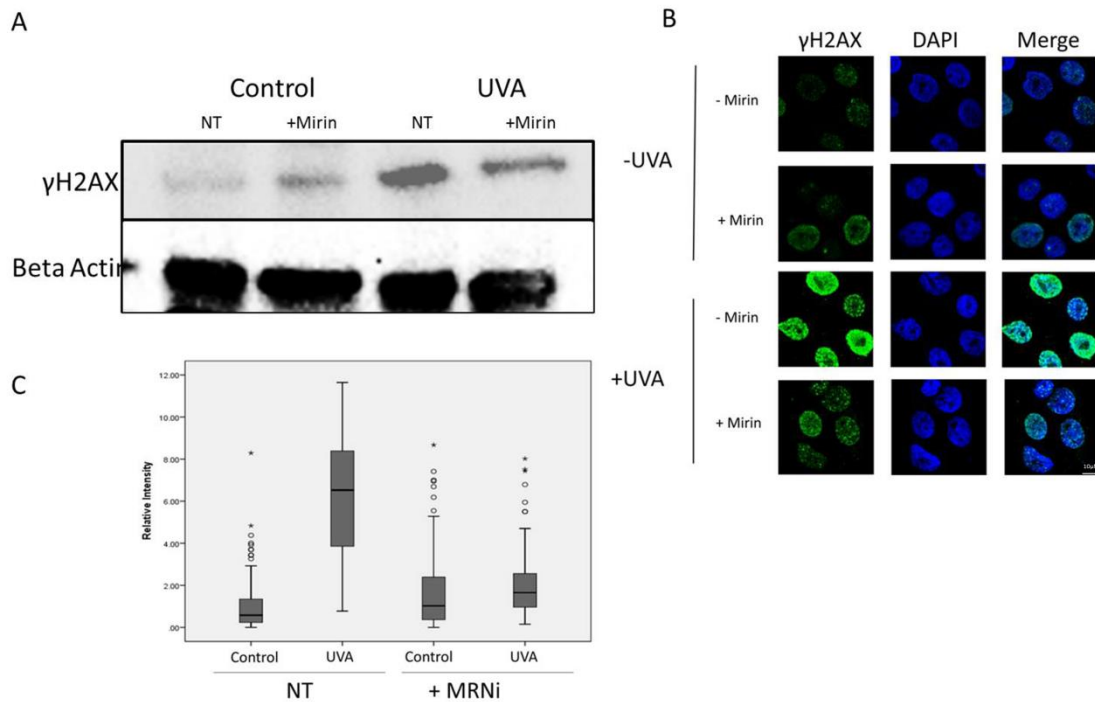 A
Control UVA
NT +Mirin NT +Mirin
γH2AX
Beta Actin
B
γH2AX DAPI Merge
- Mirin
-UVA
+ Mirin
- Mirin
+UVA
+ Mirin
C
12.00
10.00
8.00
6.00
4.00
2.00
.00
Relative Intensity
Control UVA Control UVA
NT + MRNi